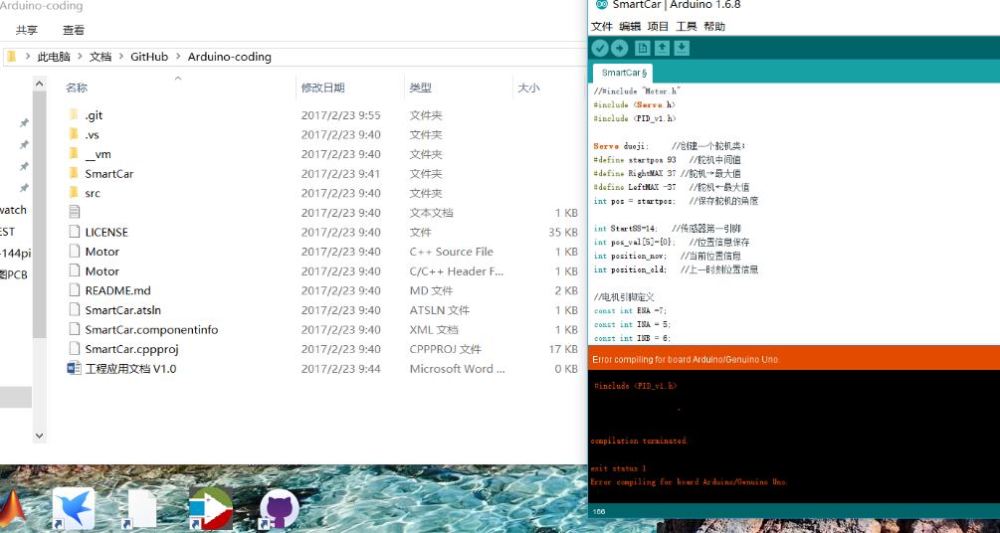 Arduino-coding
共享 查看
此电脑 > 文档 > GitHub > Arduino-coding
名称 修改日期 类型 大小
.git 2017/2/23 9:55 文件夹
.vs 2017/2/23 9:40 文件夹
__vm 2017/2/23 9:40 文件夹
SmartCar 2017/2/23 9:41 文件夹
src 2017/2/23 9:40 文件夹
2017/2/23 9:40 文本文档 1 KB
LICENSE 2017/2/23 9:40 文件 35 KB
Motor 2017/2/23 9:40 C++ Source File 1 KB
Motor 2017/2/23 9:40 C/C++ Header F... 1 KB
README.md 2017/2/23 9:40 MD 文件 2 KB
SmartCar.atsln 2017/2/23 9:40 ATSLN 文件 1 KB
SmartCar.componentinfo 2017/2/23 9:40 XML 文档 1 KB
SmartCar.cppproj 2017/2/23 9:40 CPPPROJ 文件 17 KB
工程应用文档 V1.0 2017/2/23 9:44 Microsoft Word ... 0 KB
watch
EST
-144pi
图PCB
SmartCar | Arduino 1.6.8
文件 编辑 项目 工具 帮助
SmartCar §
//#include "Motor.h"
#include <Servo.h>
#include <PID_v1.h>
Servo duoji; //创建一个舵机类;
#define startpos 93 //舵机中间值
#define RightMAX 37 //舵机→最大值
#define LeftMAX -37 //舵机←最大值
int pos = startpos; //保存舵机的角度
int StartSS=14; //传感器第一引脚
int pos_val[5]={0}; //位置信息保存
int position_now; //当前位置信息
int position_old; //上一时刻位置信息
//电机引脚定义
const int ENA =7;
const int INA = 5;
const int INB = 6;
Error compiling for board Arduino/Genuino Uno.
#include <PID_v1.h>
^
compilation terminated.
exit status 1
Error compiling for board Arduino/Genuino Uno.
166